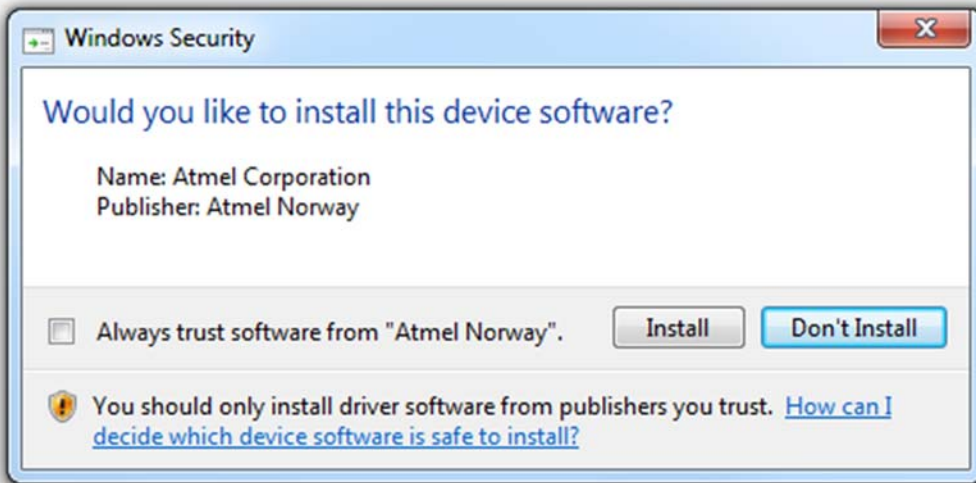 Windows Security
Would you like to install this device software?
Name: Atmel Corporation
Publisher: Atmel Norway
Always trust software from "Atmel Norway".
Install
Don't Install
You should only install driver software from publishers you trust. How can I
decide which device software is safe to install?